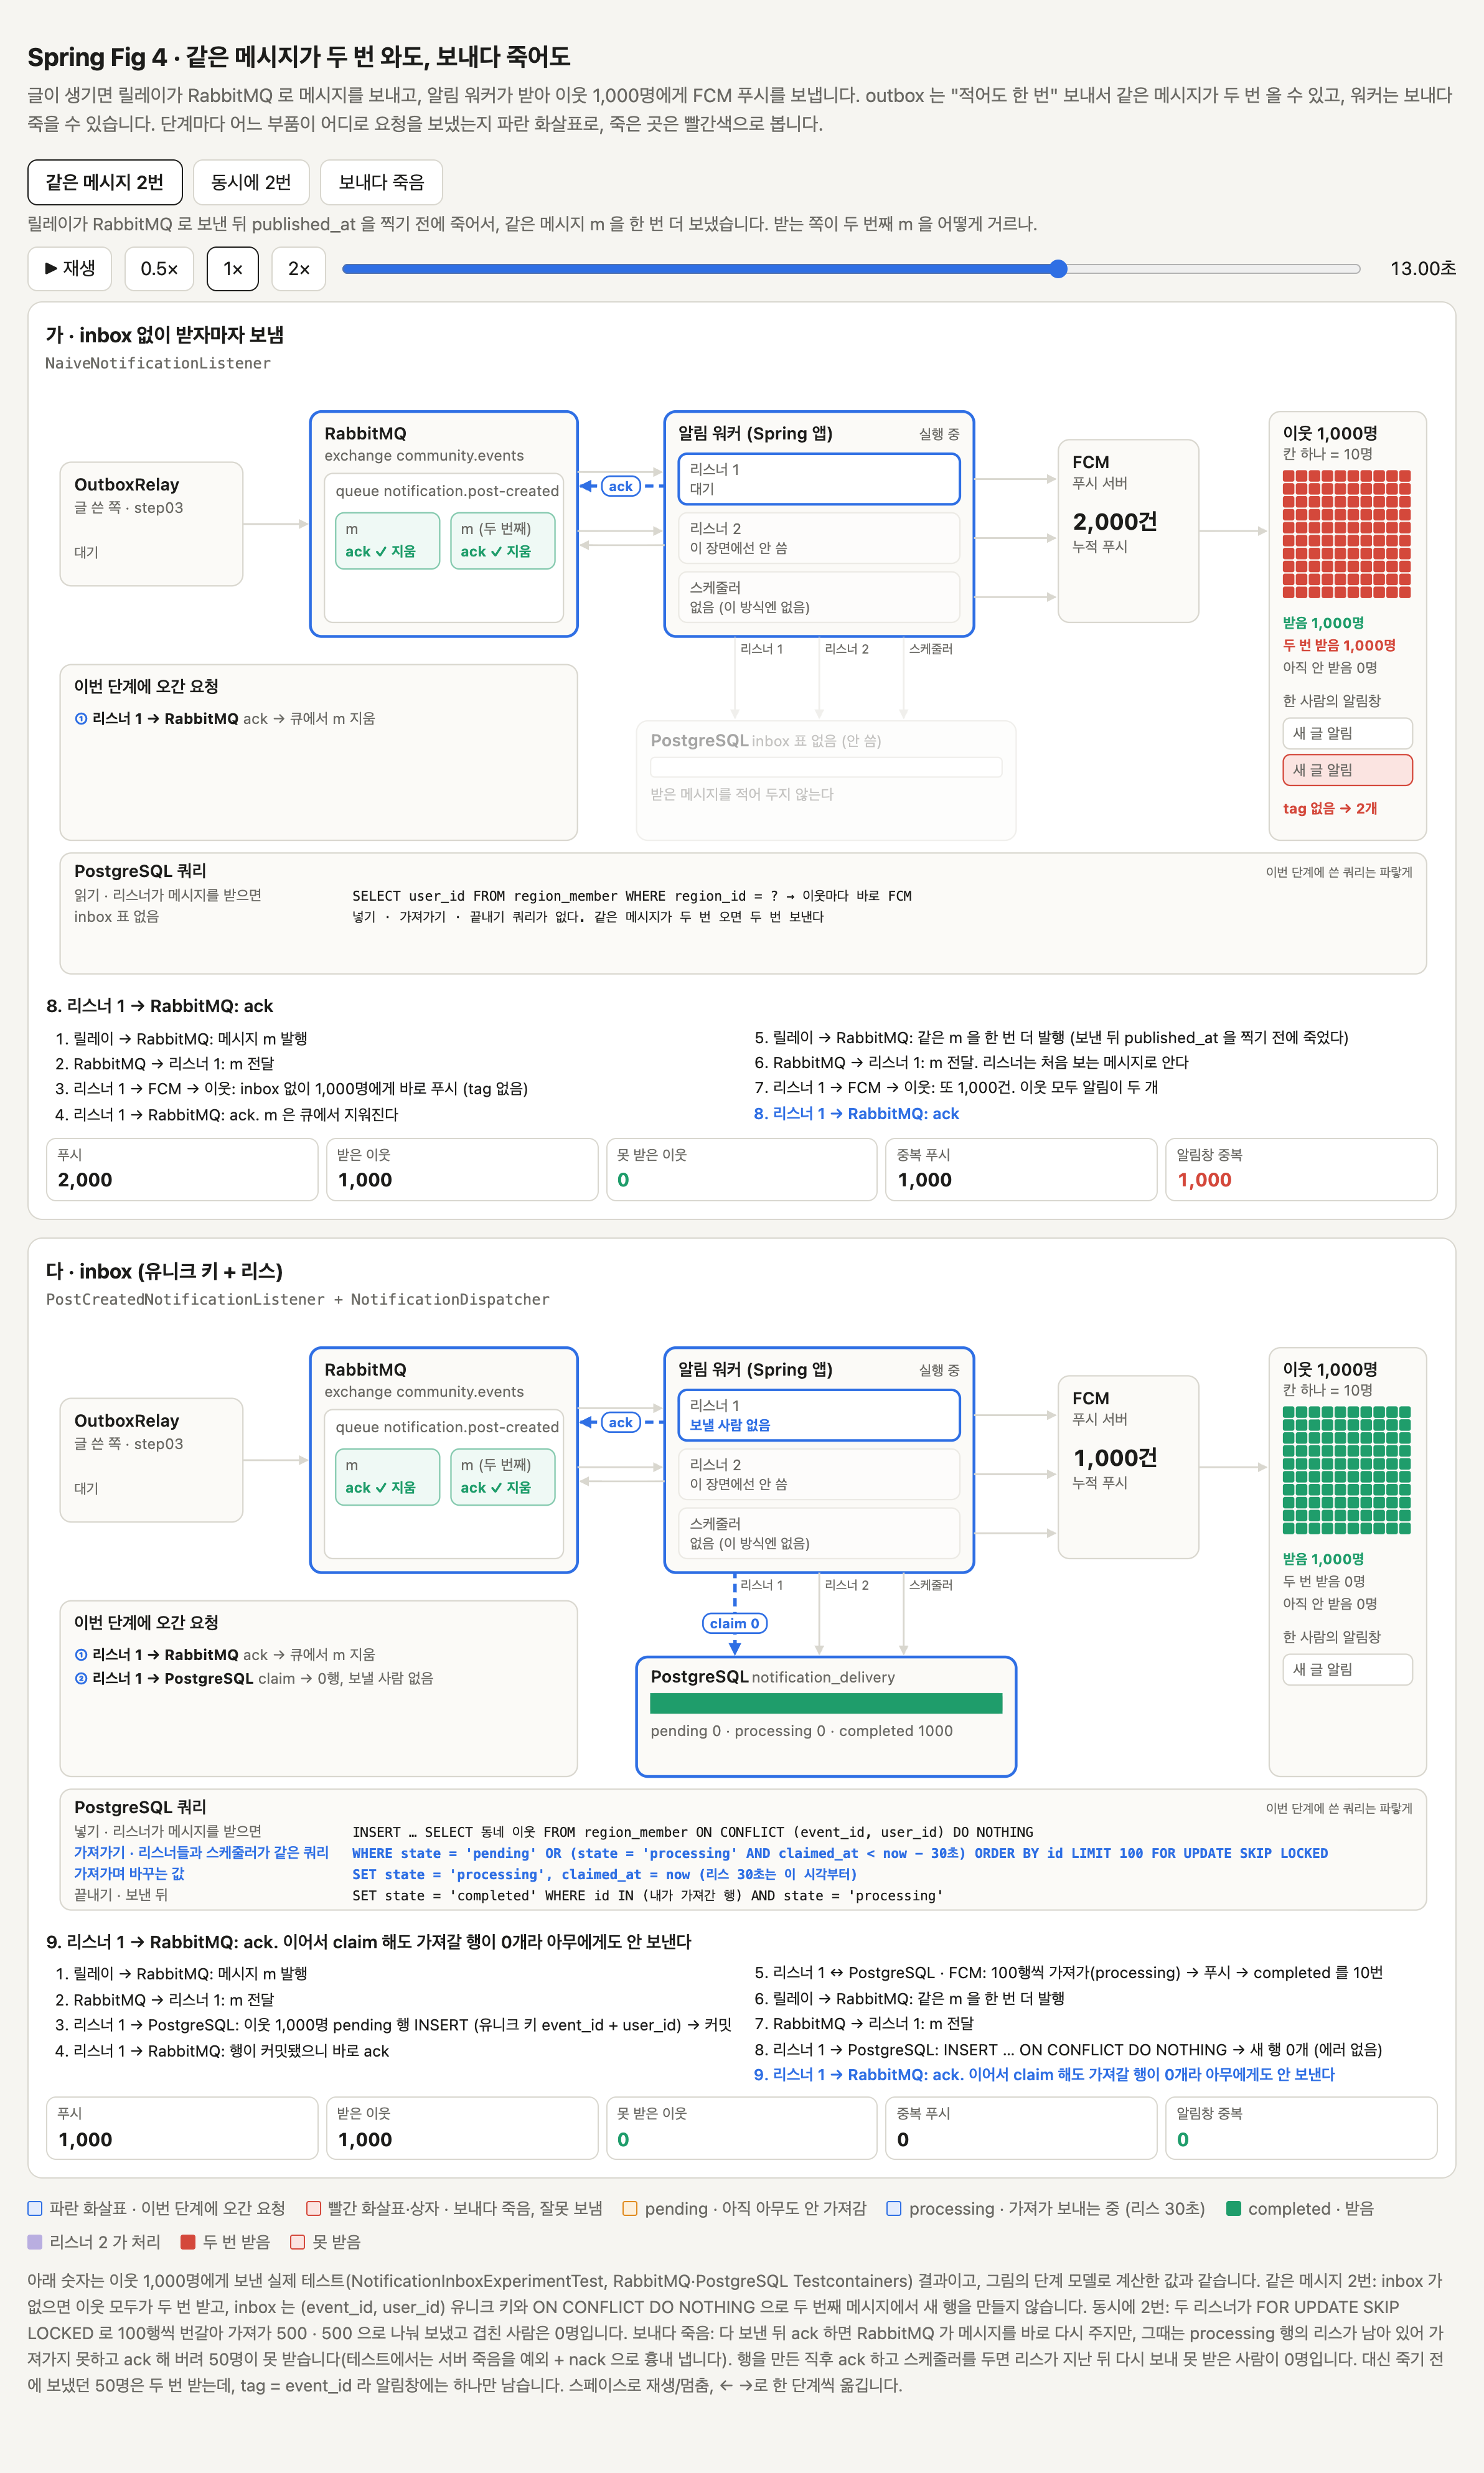 Spring Fig 4 · 같은 메시지가 두 번 와도, 보내다 죽어도
글이 생기면 릴레이가 RabbitMQ 로 메시지를 보내고, 알림 워커가 받아 이웃 1,000명에게 FCM 푸시를 보냅니다. outbox 는 "적어도 한 번" 보내서 같은 메시지가 두 번 올 수 있고, 워커는 보내다
죽을 수 있습니다. 단계마다 어느 부품이 어디로 요청을 보냈는지 파란 화살표로, 죽은 곳은 빨간색으로 봅니다.
같은 메시지 2번
동시에 2번
보내다 죽음
릴레이가 RabbitMQ 로 보낸 뒤 published_at 을 찍기 전에 죽어서, 같은 메시지 m 을 한 번 더 보냈습니다. 받는 쪽이 두 번째 m 을 어떻게 거르나.
▶ 재생
0.5×
1×
2×
13.00초
가 · inbox 없이 받자마자 보냄
NaiveNotificationListener
OutboxRelay
글 쓴 쪽 · step03
대기
RabbitMQ
exchange community.events
queue notification.post-created
m
ack ✓ 지움
m (두 번째)
ack ✓ 지움
ack
알림 워커 (Spring 앱)
실행 중
리스너 1
대기
리스너 2
이 장면에선 안 씀
스케줄러
없음 (이 방식엔 없음)
FCM
푸시 서버
2,000건
누적 푸시
이웃 1,000명
칸 하나 = 10명
받음 1,000명
두 번 받음 1,000명
아직 안 받음 0명
한 사람의 알림창
새 글 알림
새 글 알림
tag 없음 → 2개
리스너 1
리스너 2
스케줄러
이번 단계에 오간 요청
① 리스너 1 → RabbitMQ ack → 큐에서 m 지움
PostgreSQL inbox 표 없음 (안 씀)
받은 메시지를 적어 두지 않는다
PostgreSQL 쿼리
이번 단계에 쓴 쿼리는 파랗게
읽기 · 리스너가 메시지를 받으면
SELECT user_id FROM region_member WHERE region_id = ? → 이웃마다 바로 FCM
inbox 표 없음
넣기 · 가져가기 · 끝내기 쿼리가 없다. 같은 메시지가 두 번 오면 두 번 보낸다
8. 리스너 1 → RabbitMQ: ack
1. 릴레이 → RabbitMQ: 메시지 m 발행
2. RabbitMQ → 리스너 1: m 전달
3. 리스너 1 → FCM → 이웃: inbox 없이 1,000명에게 바로 푸시 (tag 없음)
4. 리스너 1 → RabbitMQ: ack. m 은 큐에서 지워진다
5. 릴레이 → RabbitMQ: 같은 m 을 한 번 더 발행 (보낸 뒤 published_at 을 찍기 전에 죽었다)
6. RabbitMQ → 리스너 1: m 전달. 리스너는 처음 보는 메시지로 안다
7. 리스너 1 → FCM → 이웃: 또 1,000건. 이웃 모두 알림이 두 개
8. 리스너 1 → RabbitMQ: ack
푸시
2,000
받은 이웃
1,000
못 받은 이웃
0
중복 푸시
1,000
알림창 중복
1,000
다 · inbox (유니크 키 + 리스)
PostCreatedNotificationListener + NotificationDispatcher
OutboxRelay
글 쓴 쪽 · step03
대기
RabbitMQ
exchange community.events
queue notification.post-created
m
ack ✓ 지움
m (두 번째)
ack ✓ 지움
ack
알림 워커 (Spring 앱)
실행 중
리스너 1
보낼 사람 없음
리스너 2
이 장면에선 안 씀
스케줄러
없음 (이 방식엔 없음)
FCM
푸시 서버
1,000건
누적 푸시
이웃 1,000명
칸 하나 = 10명
받음 1,000명
두 번 받음 0명
아직 안 받음 0명
한 사람의 알림창
새 글 알림
리스너 1
리스너 2
스케줄러
claim 0
이번 단계에 오간 요청
① 리스너 1 → RabbitMQ ack → 큐에서 m 지움
② 리스너 1 → PostgreSQL claim → 0행, 보낼 사람 없음
PostgreSQL notification_delivery
pending 0 · processing 0 · completed 1000
PostgreSQL 쿼리
이번 단계에 쓴 쿼리는 파랗게
넣기 · 리스너가 메시지를 받으면
INSERT … SELECT 동네 이웃 FROM region_member ON CONFLICT (event_id, user_id) DO NOTHING
가져가기 · 리스너들과 스케줄러가 같은 쿼리
WHERE state = 'pending' OR (state = 'processing' AND claimed_at < now − 30초) ORDER BY id LIMIT 100 FOR UPDATE SKIP LOCKED
가져가며 바꾸는 값
SET state = 'processing', claimed_at = now (리스 30초는 이 시각부터)
끝내기 · 보낸 뒤
SET state = 'completed' WHERE id IN (내가 가져간 행) AND state = 'processing'
9. 리스너 1 → RabbitMQ: ack. 이어서 claim 해도 가져갈 행이 0개라 아무에게도 안 보낸다
1. 릴레이 → RabbitMQ: 메시지 m 발행
2. RabbitMQ → 리스너 1: m 전달
3. 리스너 1 → PostgreSQL: 이웃 1,000명 pending 행 INSERT (유니크 키 event_id + user_id) → 커밋
4. 리스너 1 → RabbitMQ: 행이 커밋됐으니 바로 ack
5. 리스너 1 ↔ PostgreSQL · FCM: 100행씩 가져가(processing) → 푸시 → completed 를 10번
6. 릴레이 → RabbitMQ: 같은 m 을 한 번 더 발행
7. RabbitMQ → 리스너 1: m 전달
8. 리스너 1 → PostgreSQL: INSERT … ON CONFLICT DO NOTHING → 새 행 0개 (에러 없음)
9. 리스너 1 → RabbitMQ: ack. 이어서 claim 해도 가져갈 행이 0개라 아무에게도 안 보낸다
푸시
1,000
받은 이웃
1,000
못 받은 이웃
0
중복 푸시
0
알림창 중복
0
파란 화살표 · 이번 단계에 오간 요청
빨간 화살표·상자 · 보내다 죽음, 잘못 보냄
pending · 아직 아무도 안 가져감
processing · 가져가 보내는 중 (리스 30초)
completed · 받음
리스너 2 가 처리
두 번 받음
못 받음
아래 숫자는 이웃 1,000명에게 보낸 실제 테스트(NotificationInboxExperimentTest, RabbitMQ·PostgreSQL Testcontainers) 결과이고, 그림의 단계 모델로 계산한 값과 같습니다. 같은 메시지 2번: inbox 가
없으면 이웃 모두가 두 번 받고, inbox 는 (event_id, user_id) 유니크 키와 ON CONFLICT DO NOTHING 으로 두 번째 메시지에서 새 행을 만들지 않습니다. 동시에 2번: 두 리스너가 FOR UPDATE SKIP
LOCKED 로 100행씩 번갈아 가져가 500 · 500 으로 나눠 보냈고 겹친 사람은 0명입니다. 보내다 죽음: 다 보낸 뒤 ack 하면 RabbitMQ 가 메시지를 바로 다시 주지만, 그때는 processing 행의 리스가 남아 있어 가
져가지 못하고 ack 해 버려 50명이 못 받습니다(테스트에서는 서버 죽음을 예외 + nack 으로 흉내 냅니다). 행을 만든 직후 ack 하고 스케줄러를 두면 리스가 지난 뒤 다시 보내 못 받은 사람이 0명입니다. 대신 죽기 전
에 보냈던 50명은 두 번 받는데, tag = event_id 라 알림창에는 하나만 남습니다. 스페이스로 재생/멈춤, ← →로 한 단계씩 옮깁니다.